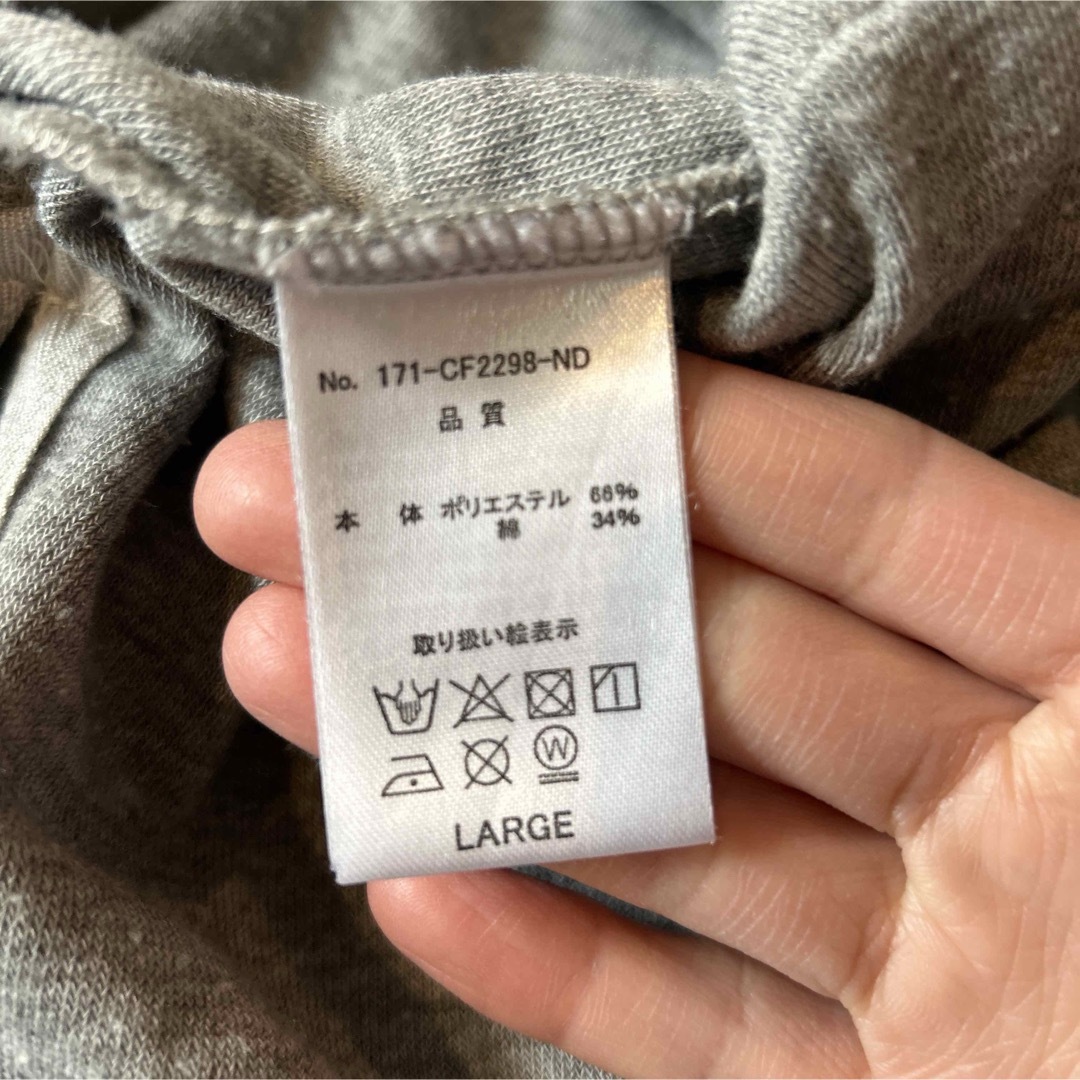 No. 171-CF2298-ND
品質
本 体 ポリエステル 66%
綿 34%
取り扱い絵表示
W
LARGE